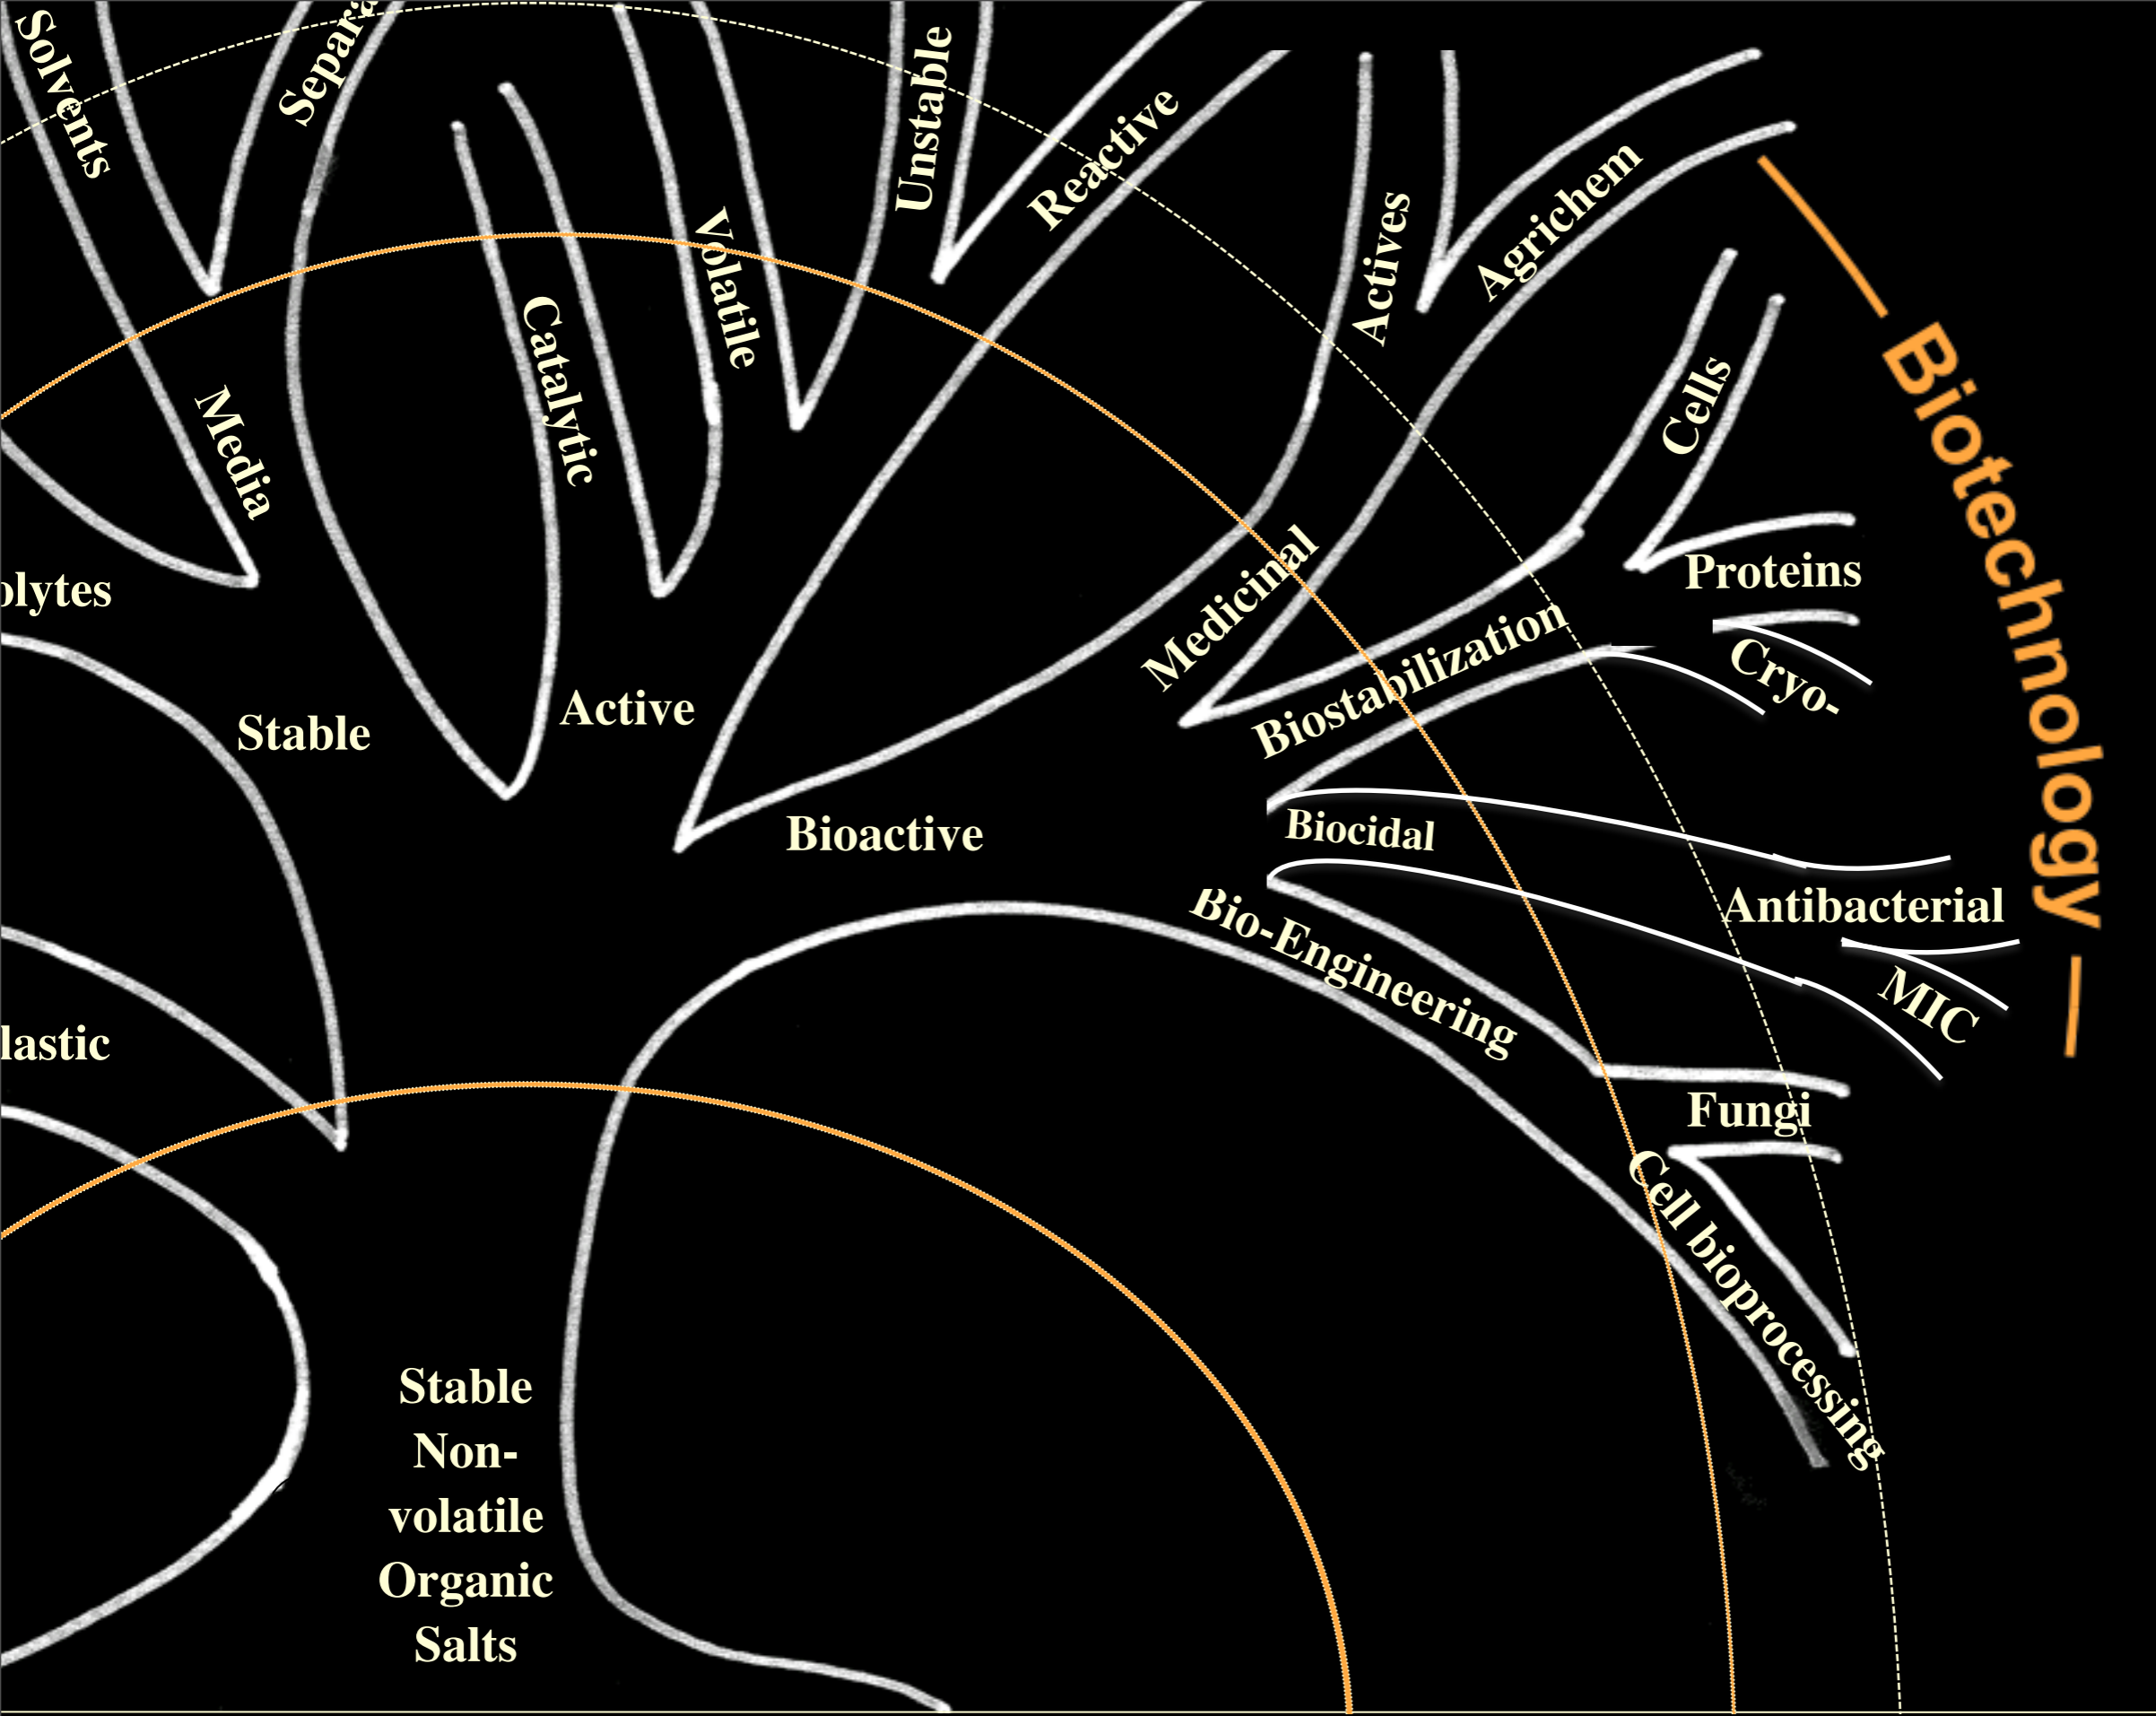 Solvents
Separa
Unstable
Reactive
Actives
Agrichem
Volatile
Catalytic
Media
Cells
Biotechnology
Proteins
olytes
Medicinal
Biostabilization
Cryo-
Stable
Active
Bioactive
Biocidal
Antibacterial
Bio-Engineering
MIC
lastic
Fungi
Cell bioprocessing
Stable
Non-
volatile
Organic
Salts